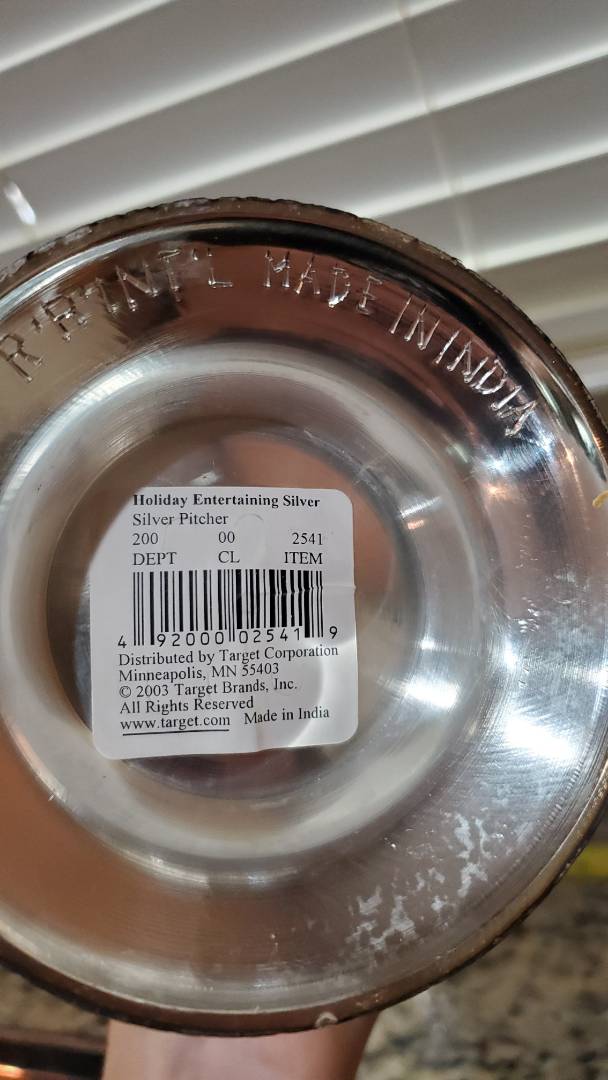 R'R'INT'L MADE IN INDIA
Holiday Entertaining Silver
Silver Pitcher
200 00 2541
DEPT CL ITEM
4 92000 02541 9
Distributed by Target Corporation
Minneapolis, MN 55403
© 2003 Target Brands, Inc.
All Rights Reserved
www.target.com Made in India